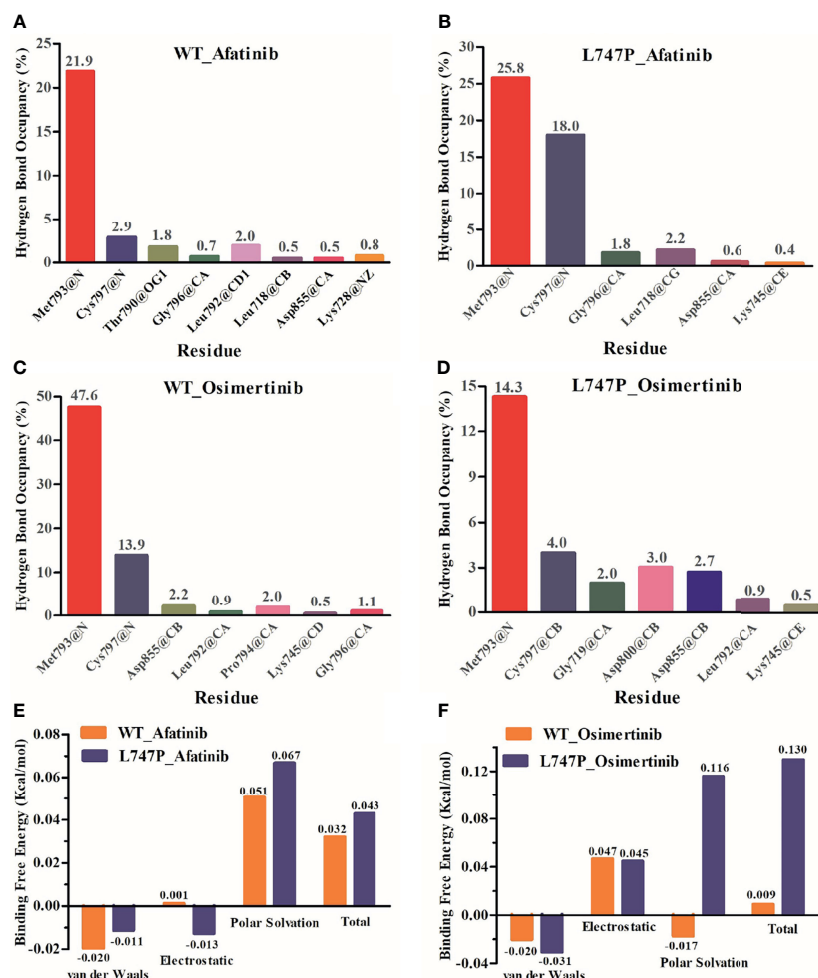 A
WT_Afatinib
Hydrogen Bond Occupancy (%)
25
20
15
10
5
0
21.9
2.9
1.8
0.7
2.0
0.5
0.5
0.8
Met793@N
Cys797@N
Thr790@OG1
Gly796@CA
Leu792@CD1
Leu718@CB
Asp855@CA
Lys728@NZ
Residue
B
L747P_Afatinib
Hydrogen Bond Occupancy (%)
30
25
20
15
10
5
0
25.8
18.0
1.8
2.2
0.6
0.4
Met793@N
Cys797@N
Gly796@CA
Leu718@CG
Asp855@CA
Lys745@CE
Residue
C
WT_Osimertinib
Hydrogen Bond Occupancy (%)
50
40
30
20
10
0
47.6
13.9
2.2
0.9
2.0
0.5
1.1
Met793@N
Cys797@N
Asp855@CB
Leu792@CA
Pro794@CA
Lys745@CD
Gly796@CA
Residue
D
L747P_Osimertinib
Hydrogen Bond Occupancy (%)
15
12
9
6
3
0
14.3
4.0
2.0
3.0
2.7
0.9
0.5
Met793@N
Cys797@CB
Gly719@CA
Asp800@CB
Asp855@CB
Leu792@CA
Lys745@CE
Residue
E
WT_Afatinib
L747P_Afatinib
Binding Free Energy (Kcal/mol)
0.08
0.06
0.04
0.02
0.00
-0.02
-0.020
-0.011
0.001
-0.013
0.051
0.067
0.032
0.043
van der Waals
Electrostatic
Polar Solvation
Total
F
WT_Osimertinib
L747P_Osimertinib
Binding Free Energy (Kcal/mol)
0.12
0.08
0.04
0.00
-0.04
-0.020
-0.031
0.047
0.045
-0.017
0.116
0.009
0.130
van der Waals
Electrostatic
Polar Solvation
Total